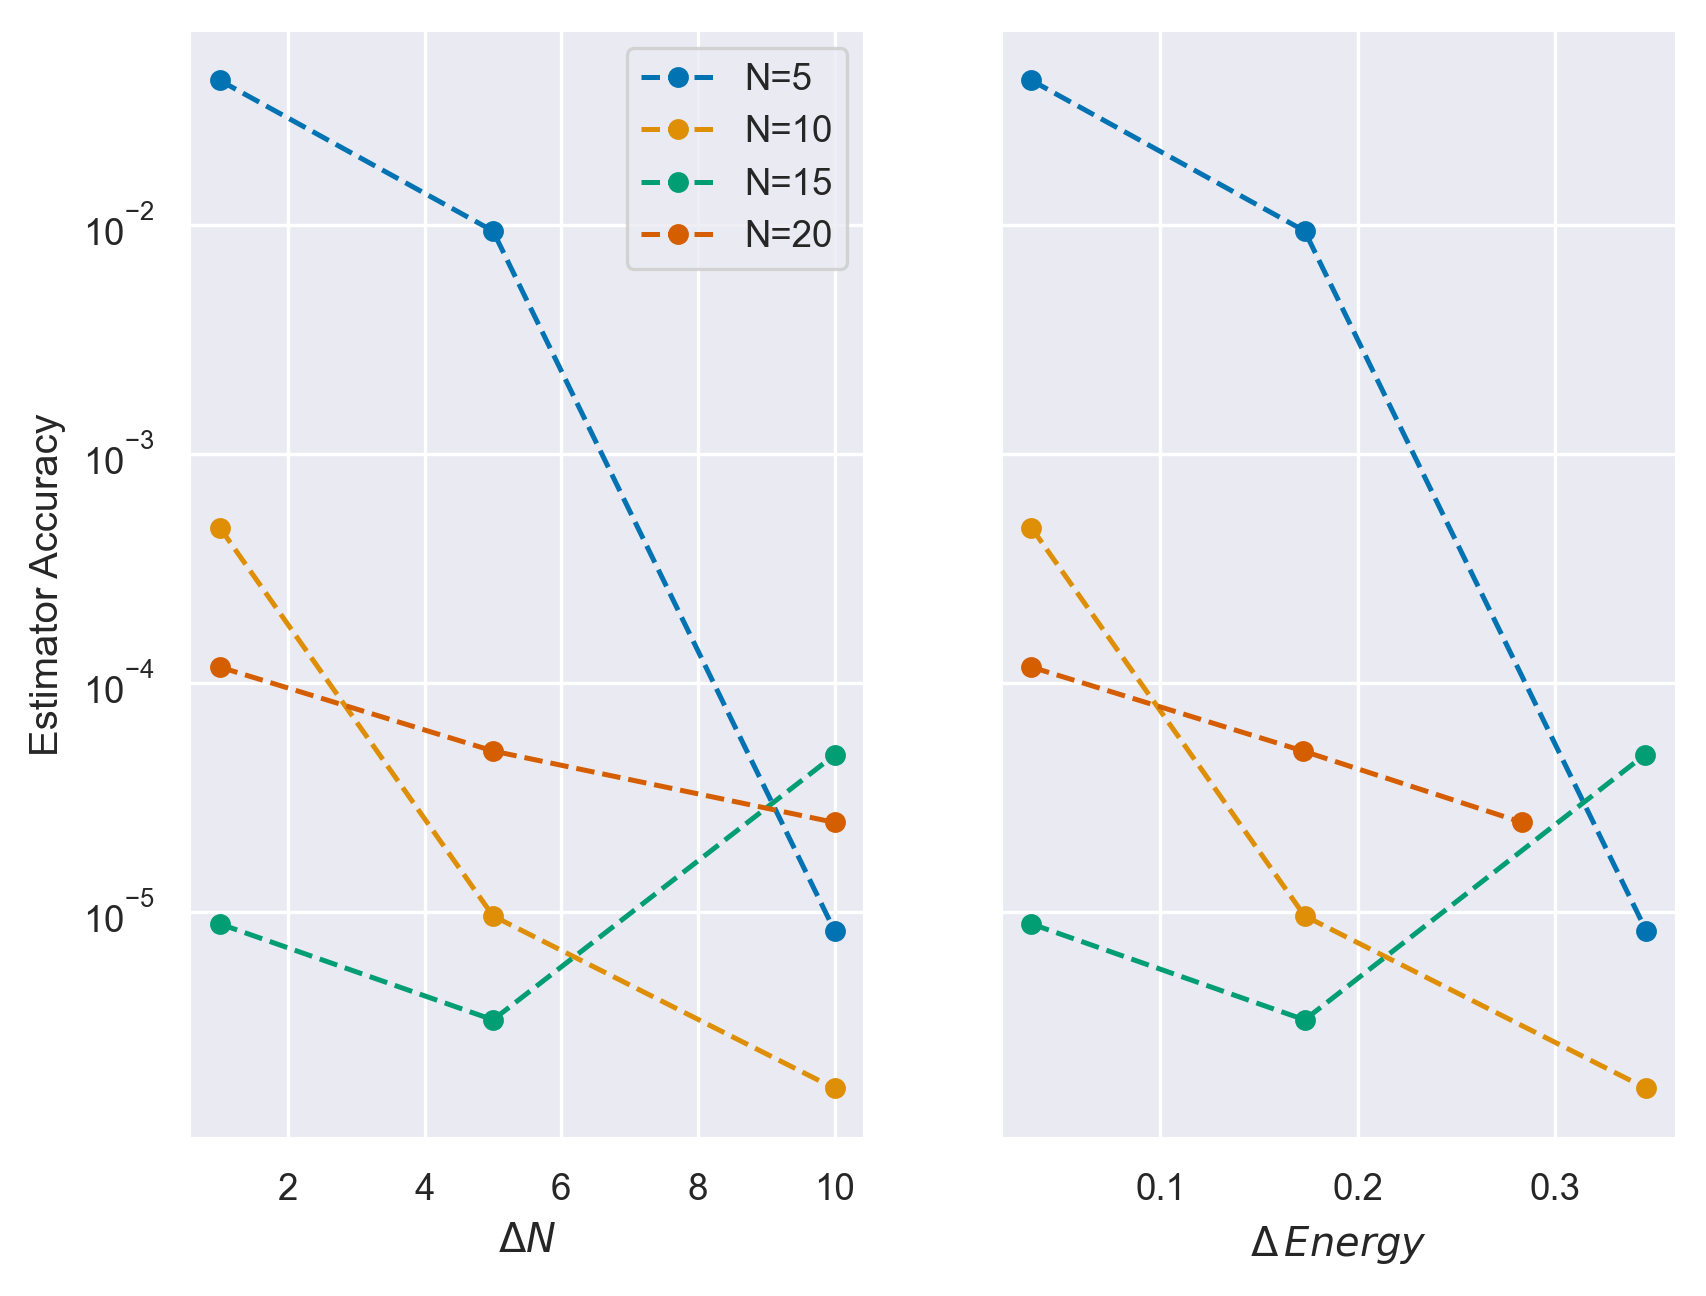 N=5
N=10
N=15
N=20
10⁻²
10⁻³
10⁻⁴
10⁻⁵
Estimator Accuracy
2 4 6 8 10
ΔN
0.1 0.2 0.3
Δ Energy